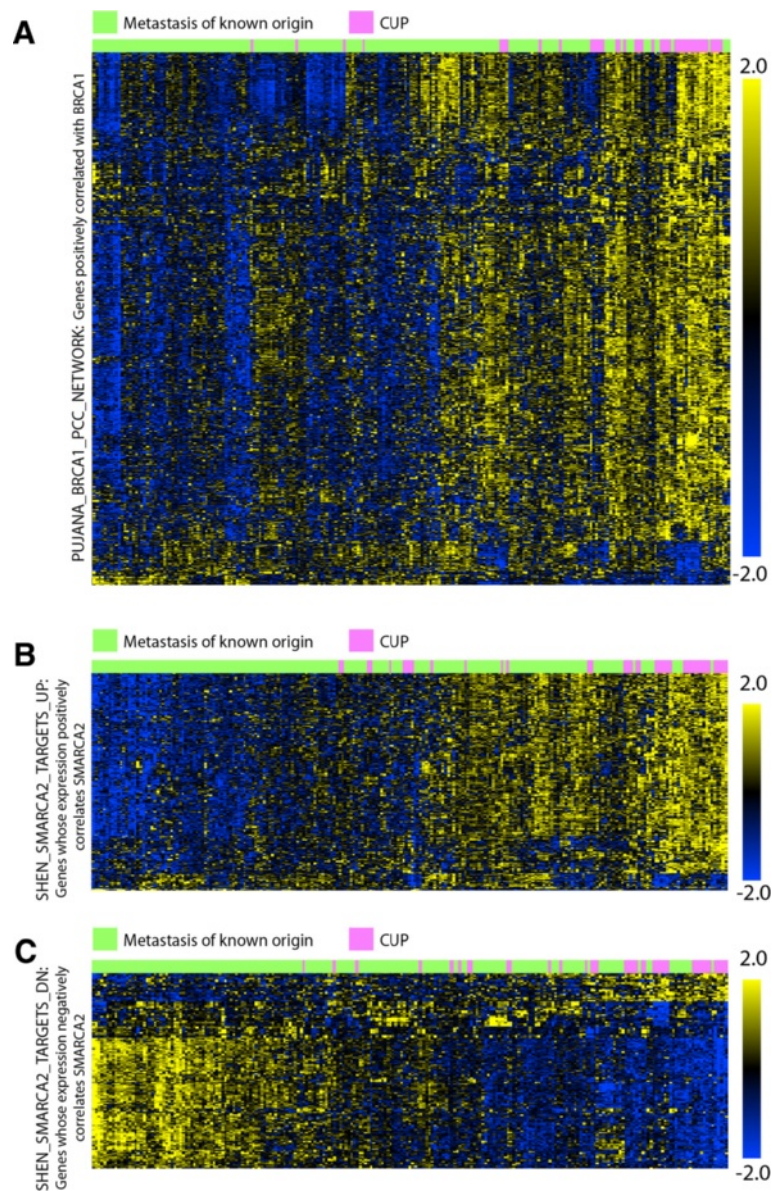 A
Metastasis of known origin
CUP
PUJANA_BRCA1_PCC_NETWORK: Genes positively correlated with BRCA1
2.0
-2.0
B
Metastasis of known origin
CUP
SHEN_SMARCA2_TARGETS_UP:
Genes whose expression positively
correlates SMARCA2
2.0
-2.0
C
Metastasis of known origin
CUP
SHEN_SMARCA2_TARGETS_DN:
Genes whose expression negatively
correlates SMARCA2
2.0
-2.0